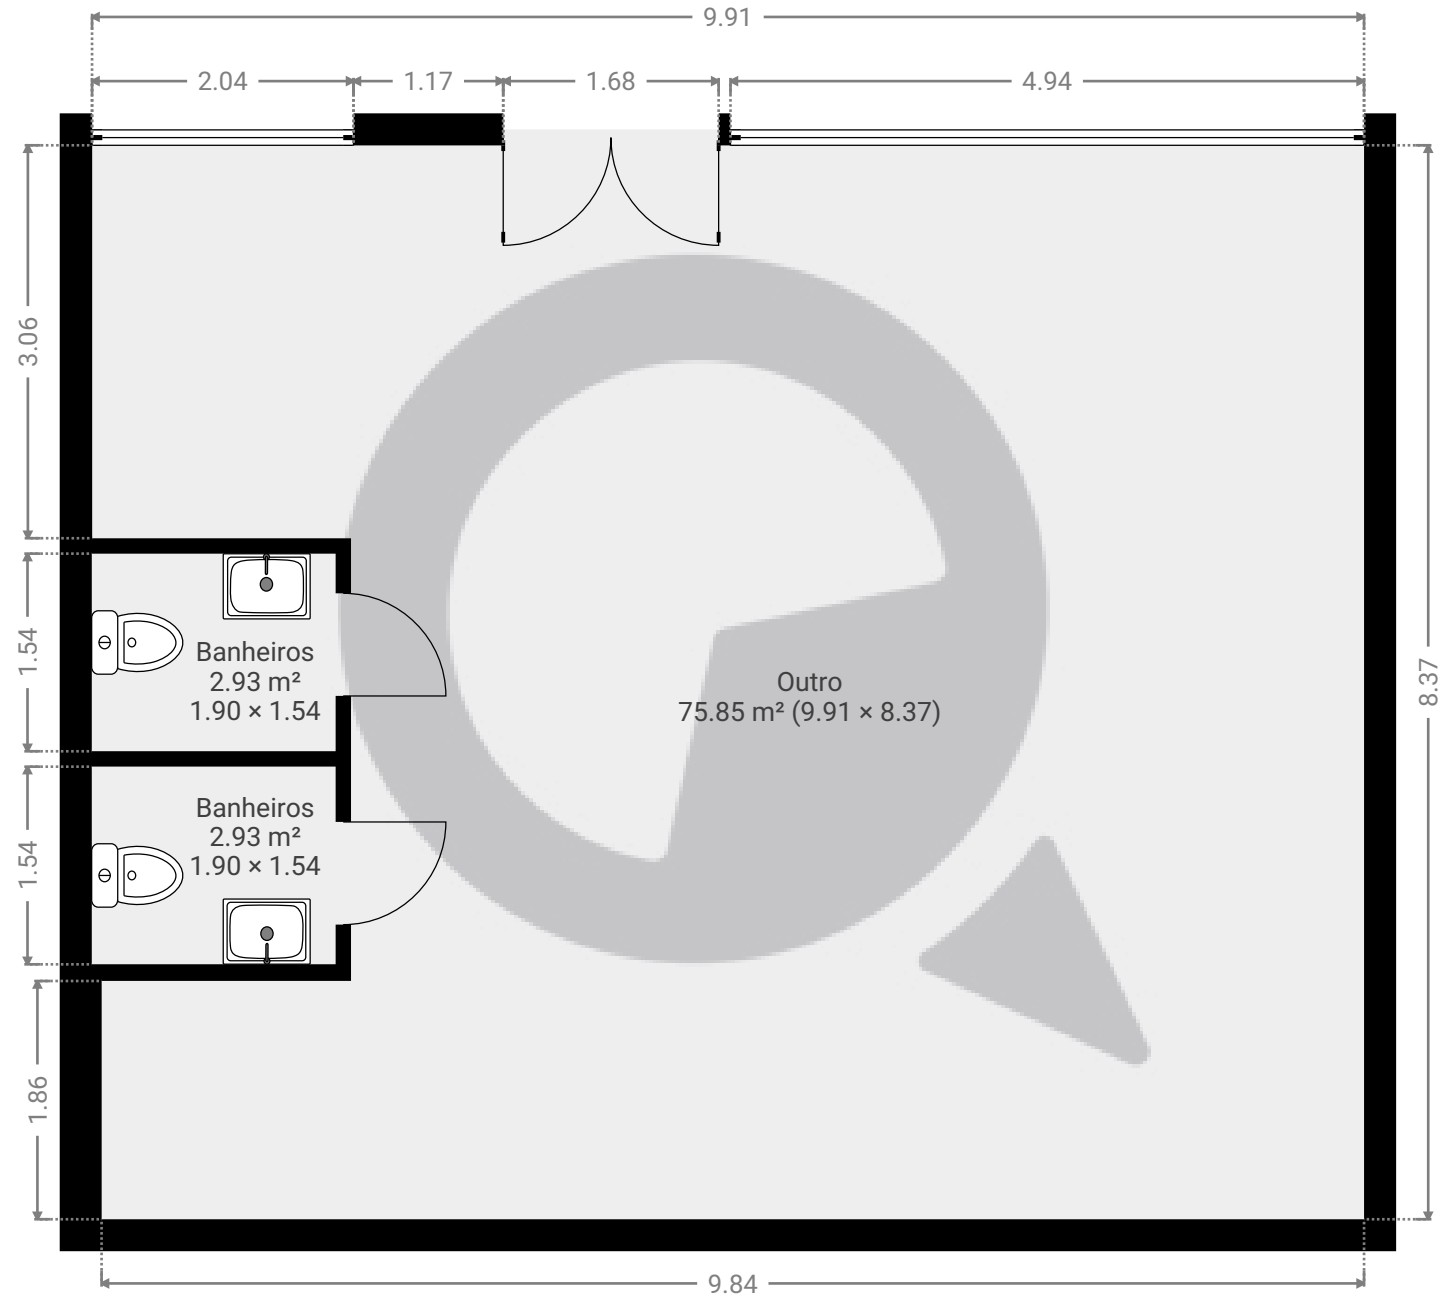 9.91
2.04
1.17
1.68
4.94
3.06
1.54
1.54
1.86
8.37
Banheiros
2.93 m²
1.90 × 1.54
Outro
75.85 m² (9.91 × 8.37)
Banheiros
2.93 m²
1.90 × 1.54
9.84